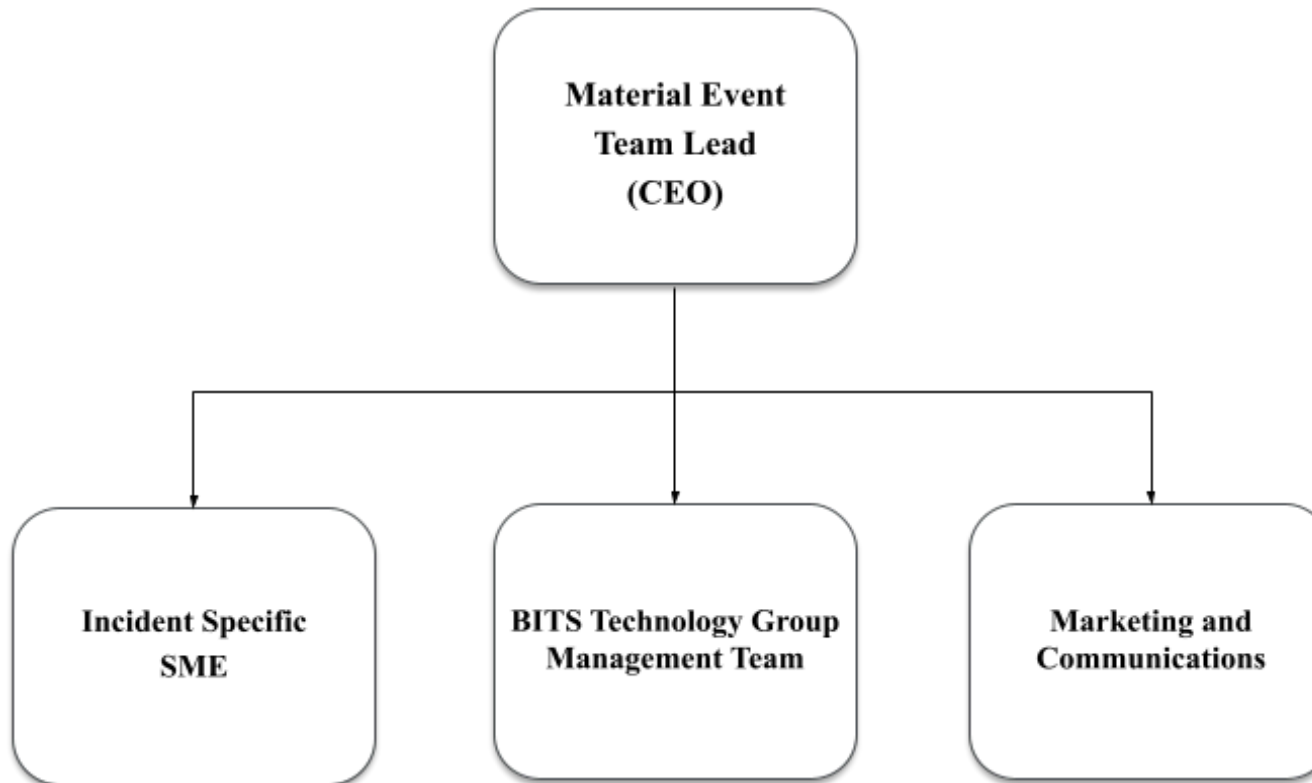 Material Event
Team Lead
(CEO)
Incident Specific
SME
BITS Technology Group
Management Team
Marketing and
Communications